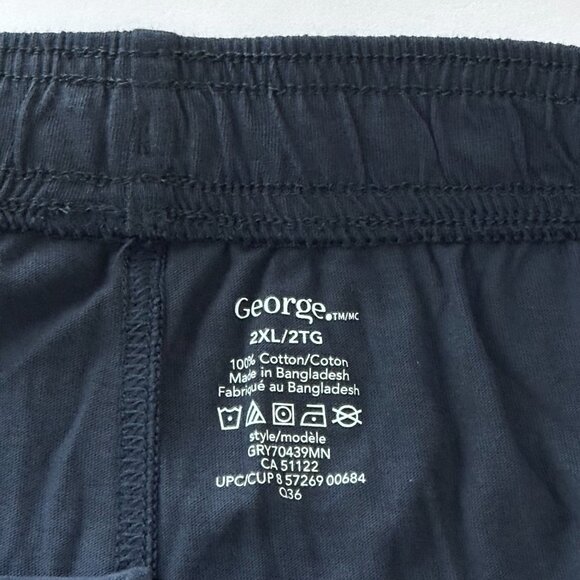 George.TM/MC
2XL/2TG
100% Cotton/Coton
Made in Bangladesh
Fabriqué au Bangladesh
style/modèle
GRY70439MN
CA 51122
UPC/CUP 8 57269 00684
Q36